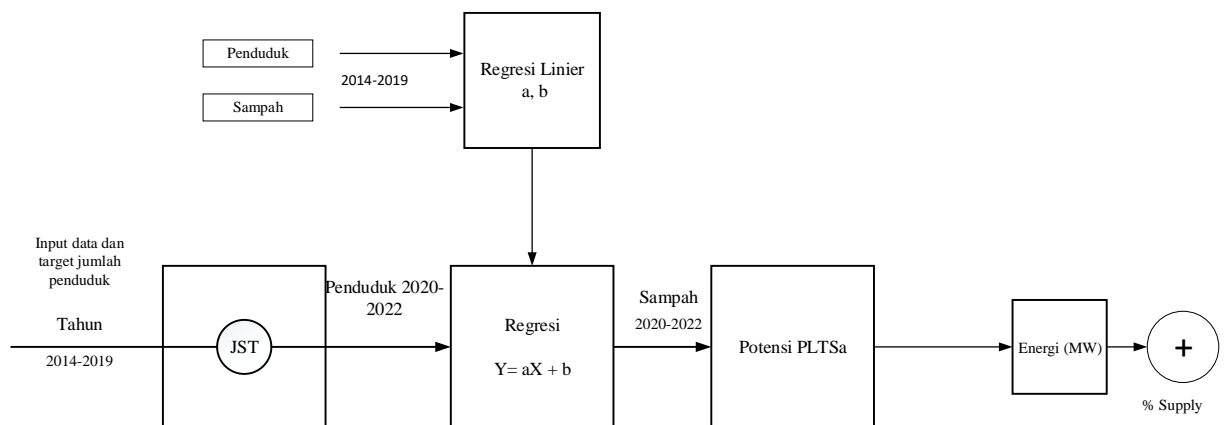 Penduduk
2014-2019
Sampah
Regresi Linier
a, b
Input data dan
target jumlah
penduduk
Tahun
2014-2019
JST
Penduduk 2020-
2022
Regresi
Y= aX + b
Sampah
2020-2022
Potensi PLTSa
Energi (MW)
+
% Supply